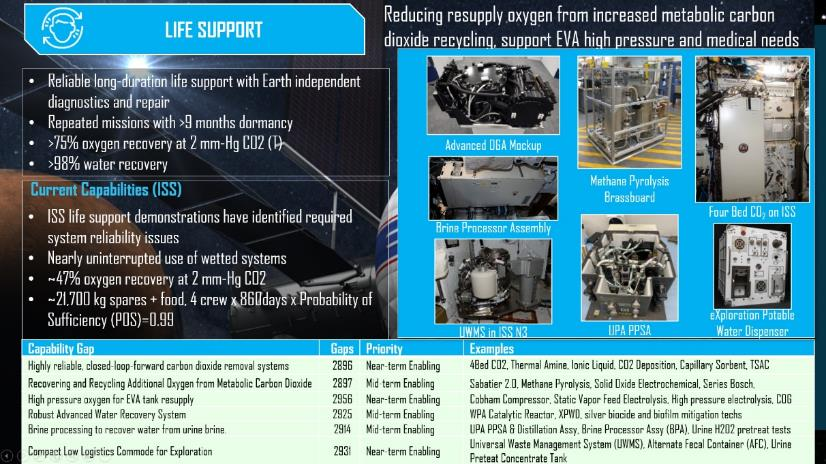 LIFE SUPPORT
Reducing resupply oxygen from increased metabolic carbon
dioxide recycling, support EVA high pressure and medical needs
• Reliable long-duration life support with Earth independent
diagnostics and repair
• Repeated missions with >9 months dormancy
• >75% oxygen recovery at 2 mm-Hg CO2 (T)
• >98% water recovery
Current Capabilities (ISS)
• ISS life support demonstrations have identified required
system reliability issues
• Nearly uninterrupted use of wetted systems
• ~47% oxygen recovery at 2 mm-Hg CO2
• ~21,700 kg spares + food, 4 crew x 860days x Probability of
Sufficiency (POS)=0.99
Advanced OGA Mockup
Methane Pyrolysis
Brassboard
Four Bed CO₂ on ISS
Brine Processor Assembly
UWMS in ISS N3
UPA PPSA
eXploration Potable
Water Dispenser
Capability Gap Gaps Priority Examples
Highly reliable, closed-loop-forward carbon dioxide removal systems 2896 Near-term Enabling 4Bed CO2, Thermal Amine, Ionic Liquid, CO2 Deposition, Capillary Sorbent, TSAC
Recovering and Recycling Additional Oxygen from Metabolic Carbon Dioxide 2897 Mid-term Enabling Sabatier 2.0, Methane Pyrolysis, Solid Oxide Electrochemical, Series Bosch,
High pressure oxygen for EVA tank resupply 2956 Near-term Enabling Cobham Compressor, Static Vapor Feed Electrolysis, High pressure electrolysis, COG
Robust Advanced Water Recovery System 2925 Mid-term Enabling WPA Catalytic Reactor, XPWD, silver biocide and biofilm mitigation techs
Brine processing to recover water from urine brine. 2914 Mid-term Enabling UPA PPSA & Distillation Assy, Brine Processor Assy (BPA), Urine H2O2 pretreat tests
Compact Low Logistics Commode for Exploration 2931 Near-term Enabling Universal Waste Management System (UWMS), Alternate Fecal Container (AFC), Urine
Preteat Concentrate Tank